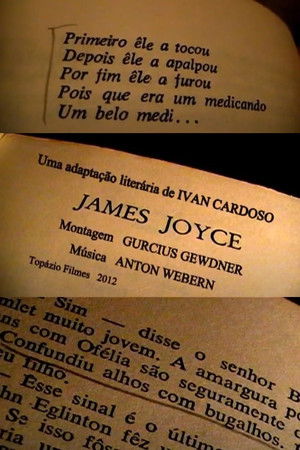 Primeiro êle a tocou
Depois êle a apalpou
Por fim êle a furou
Pois que era um medicando
Um belo medi...
Uma adaptação literária de IVAN CARDOSO
JAMES JOYCE
Montagem GURCIUS GEWDNER
Música ANTON WEBERN
Topázio Filmes 2012
Sim — disse o senhor B
mlet muito jovem. A amargura po
ns com Ofélia são seguramente d
Confundiu alhos com bugalhos.
eu filho.
— Esse sinal é o último
hn Eglinton fêz
Se isso fôss